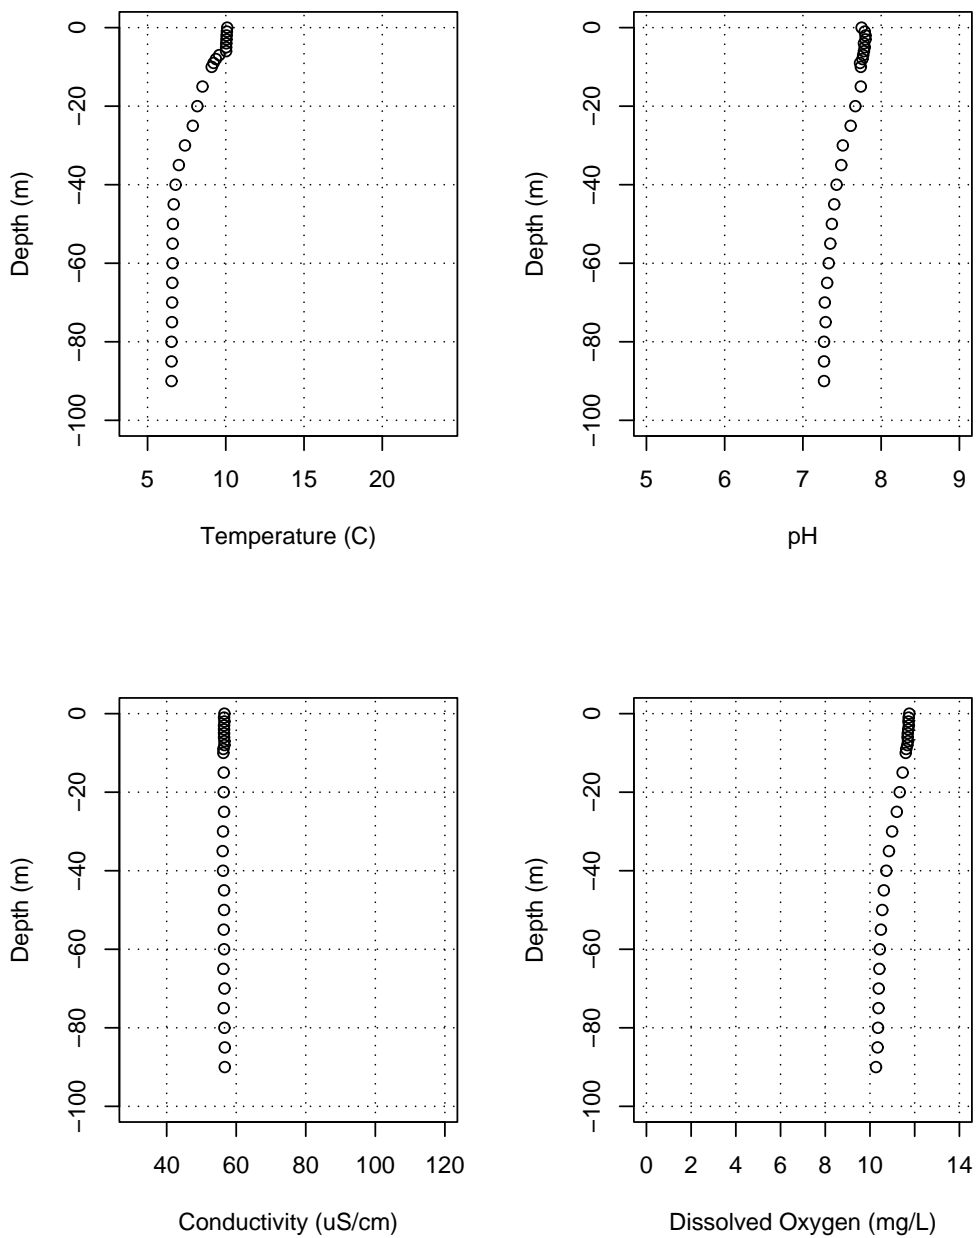 0
−20
−40
−60
−80
−100
Depth (m)
5 10 15 20
Temperature (C)
0
−20
−40
−60
−80
−100
Depth (m)
5 6 7 8 9
pH
0
−20
−40
−60
−80
−100
Depth (m)
40 60 80 100 120
Conductivity (uS/cm)
0
−20
−40
−60
−80
−100
Depth (m)
0 2 4 6 8 10 12 14
Dissolved Oxygen (mg/L)